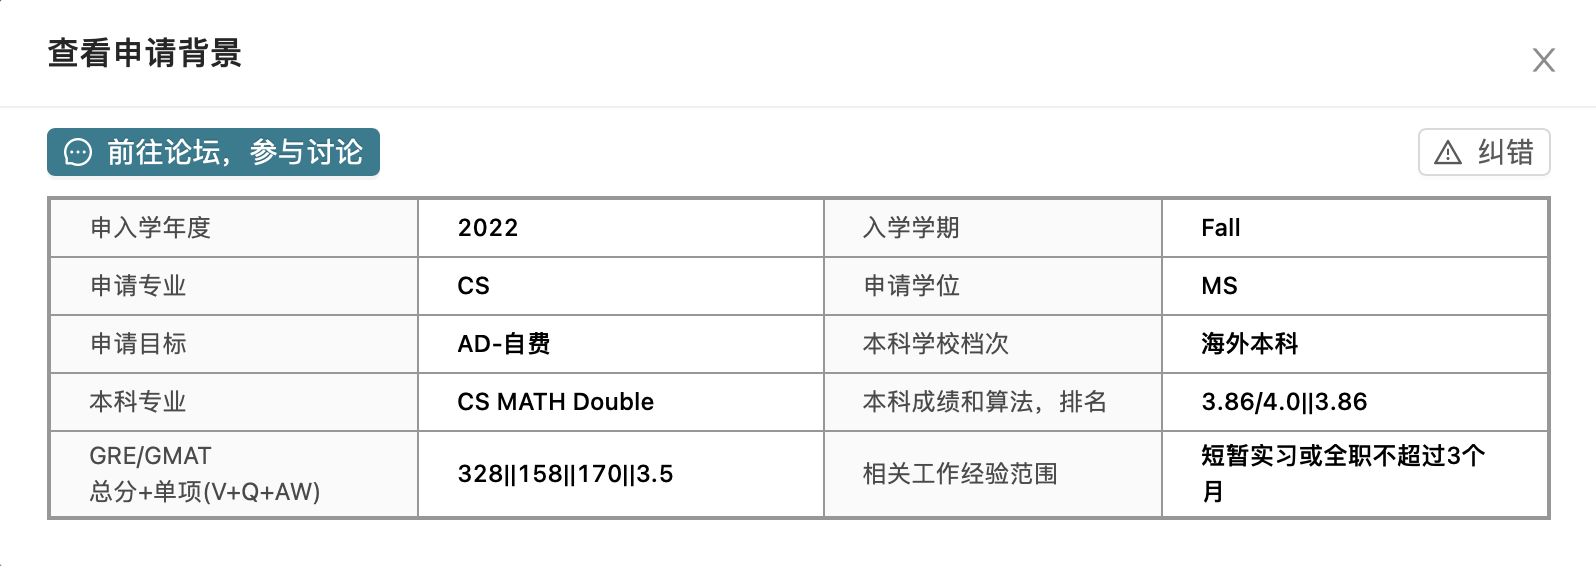 查看申请背景
前往论坛，参与讨论
纠错
申入学年度 2022 入学学期 Fall
申请专业 CS 申请学位 MS
申请目标 AD-自费 本科学校档次 海外本科
本科专业 CS MATH Double 本科成绩和算法，排名 3.86/4.0||3.86
GRE/GMAT
总分+单项(V+Q+AW)
328||158||170||3.5
相关工作经验范围
短暂实习或全职不超过3个
月